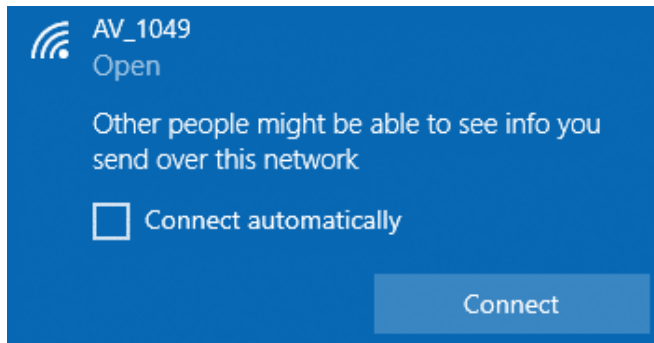 AV_1049
Open
Other people might be able to see info you
send over this network
Connect automatically
Connect